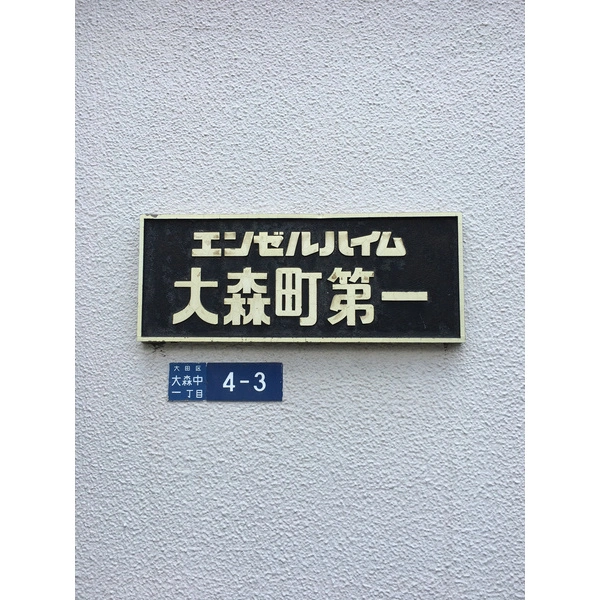 エンゼルハイム
大森町第一
大田区
大森中
一丁目
4-3